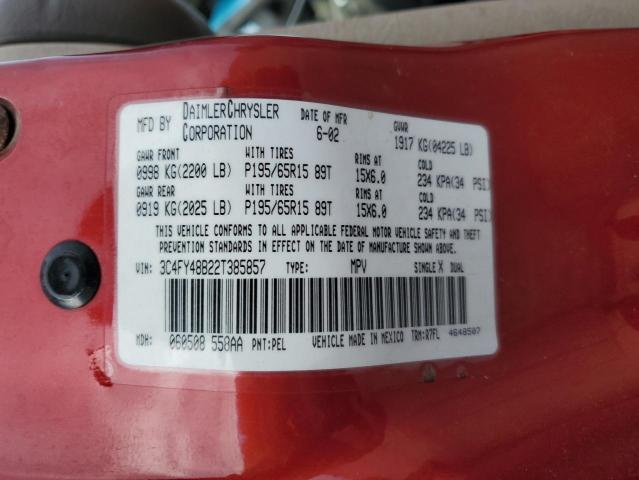 MFD BY DAIMLERCHRYSLER CORPORATION DATE OF MFR 6-02 GVWR 1917 KG(04225 LB)
GAWR FRONT WITH TIRES RIMS AT COLD
0998 KG(2200 LB) P195/65R15 89T 15X6.0 234 KPA(34 PSI)
GAWR REAR WITH TIRES RIMS AT COLD
0919 KG(2025 LB) P195/65R15 89T 15X6.0 234 KPA(34 PSI)
THIS VEHICLE CONFORMS TO ALL APPLICABLE FEDERAL MOTOR VEHICLE SAFETY AND THEFT
PREVENTION STANDARDS IN EFFECT ON THE DATE OF MANUFACTURE SHOWN ABOVE.
VIN: 3C4FY48B22T385857 TYPE: MPV SINGLE X DUAL
MDH: 060508 558AA PNT:PEL VEHICLE MADE IN MEXICO TRM:R7FL 4648507